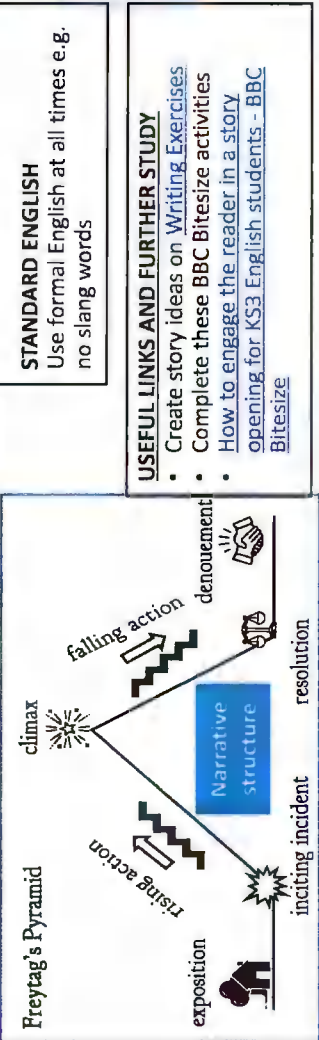 Freytag's Pyramid
climax
rising action
falling action
exposition
Narrative
structure
denouement
inciting incident
resolution
STANDARD ENGLISH
Use formal English at all times e.g.
no slang words
USEFUL LINKS AND FURTHER STUDY
• Create story ideas on Writing Exercises
• Complete these BBC Bitesize activities
• How to engage the reader in a story
opening for KS3 English students - BBC
Bitesize